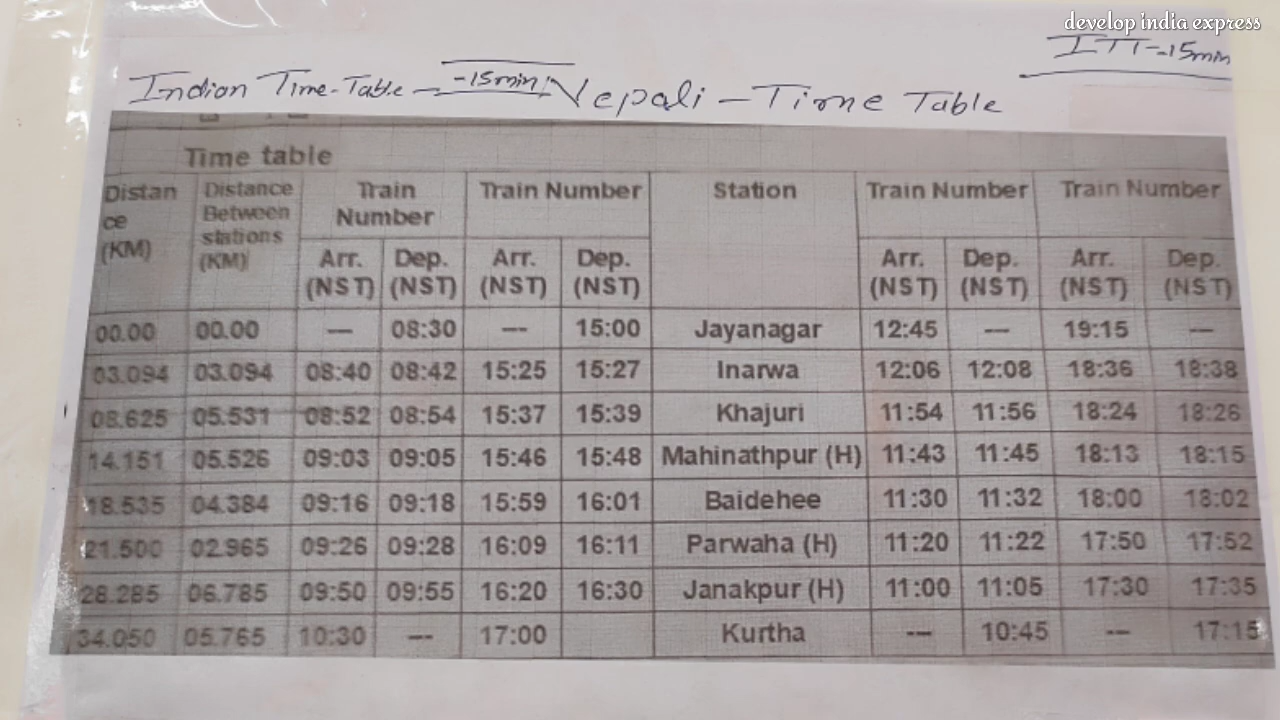 develop india express
ITT-15min
Indian Time-Table - -15min Nepali - Time Table
Time table
Distance (KM) Distance Between stations (KM) Train Number Train Number Station Train Number Train Number
Arr. (NST) Dep. (NST) Arr. (NST) Dep. (NST) Arr. (NST) Dep. (NST) Arr. (NST) Dep. (NST)
00.00 00.00 --- 08:30 --- 15:00 Jayanagar 12:45 --- 19:15 ---
03.094 03.094 08:40 08:42 15:25 15:27 Inarwa 12:06 12:08 18:36 18:38
08.625 05.531 08:52 08:54 15:37 15:39 Khajuri 11:54 11:56 18:24 18:26
14.151 05.526 09:03 09:05 15:46 15:48 Mahinathpur (H) 11:43 11:45 18:13 18:15
18.535 04.384 09:16 09:18 15:59 16:01 Baidehee 11:30 11:32 18:00 18:02
21.500 02.965 09:26 09:28 16:09 16:11 Parwaha (H) 11:20 11:22 17:50 17:52
28.285 06.785 09:50 09:55 16:20 16:30 Janakpur (H) 11:00 11:05 17:30 17:35
34.050 05.765 10:30 --- 17:00 Kurtha --- 10:45 --- 17:15